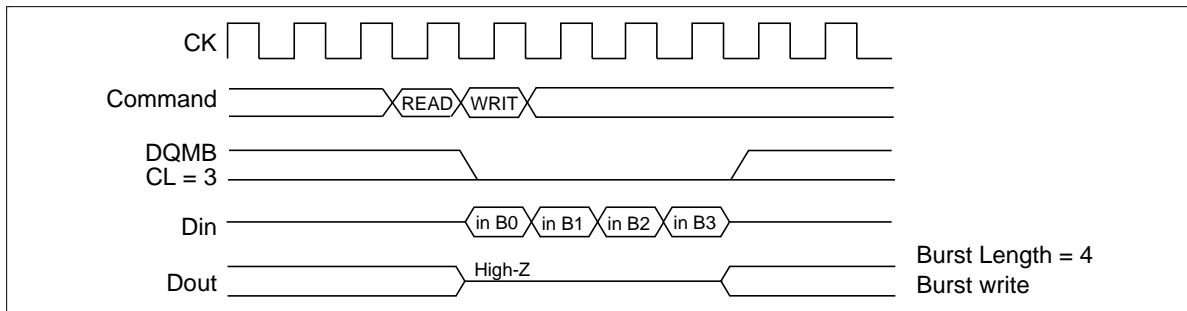 CK
Command READ WRIT
DQMB
CL = 3
Din in B0 in B1 in B2 in B3
Dout High-Z
Burst Length = 4
Burst write